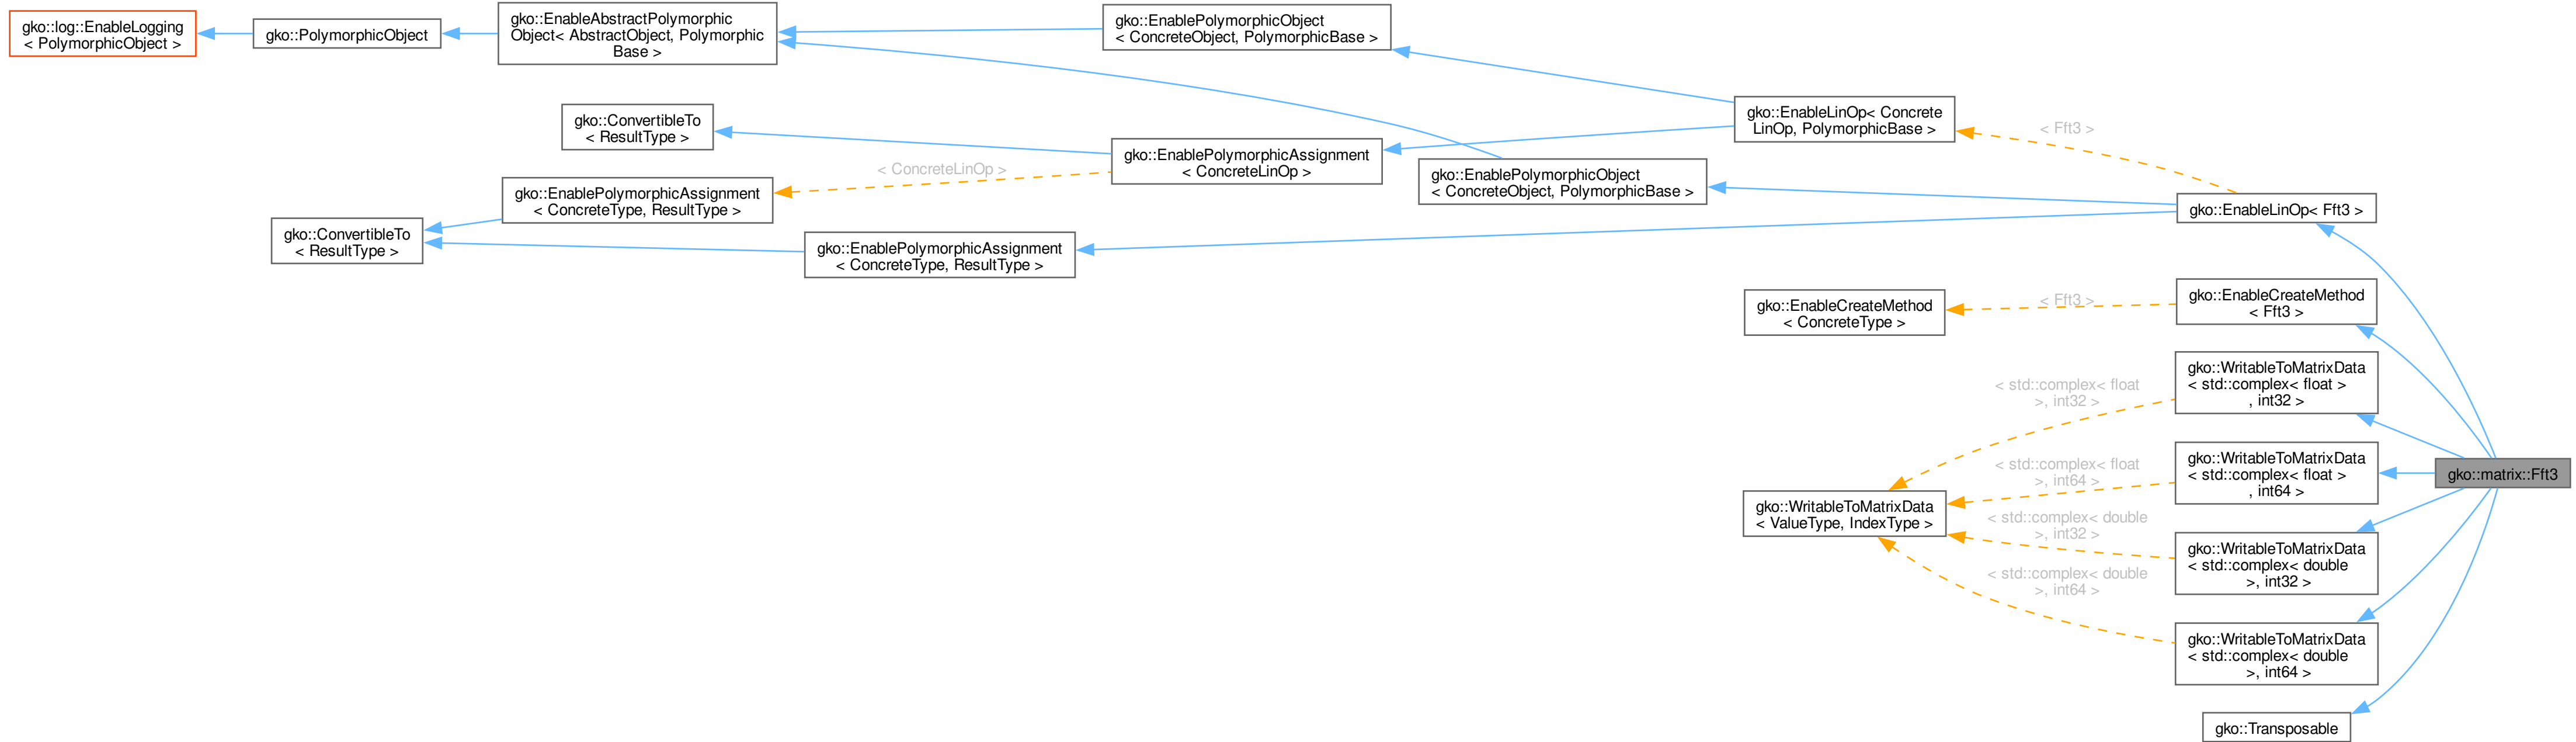 gko::log::EnableLogging
< PolymorphicObject >
gko::PolymorphicObject
gko::EnableAbstractPolymorphic
Object< AbstractObject, Polymorphic
Base >
gko::EnablePolymorphicObject
< ConcreteObject, PolymorphicBase >
gko::ConvertibleTo
< ResultType >
gko::EnablePolymorphicAssignment
< ConcreteLinOp >
gko::EnableLinOp< Concrete
LinOp, PolymorphicBase >
< Fft3 >
< ConcreteLinOp >
gko::EnablePolymorphicObject
< ConcreteObject, PolymorphicBase >
gko::EnablePolymorphicAssignment
< ConcreteType, ResultType >
gko::EnableLinOp< Fft3 >
gko::ConvertibleTo
< ResultType >
gko::EnablePolymorphicAssignment
< ConcreteType, ResultType >
gko::EnableCreateMethod
< ConcreteType >
< Fft3 >
gko::EnableCreateMethod
< Fft3 >
gko::WritableToMatrixData
< std::complex< float >
, int32 >
< std::complex< float
>, int32 >
gko::WritableToMatrixData
< std::complex< float >
, int64 >
< std::complex< float
>, int64 >
gko::matrix::Fft3
gko::WritableToMatrixData
< ValueType, IndexType >
< std::complex< double
>, int32 >
gko::WritableToMatrixData
< std::complex< double
>, int32 >
< std::complex< double
>, int64 >
gko::WritableToMatrixData
< std::complex< double
>, int64 >
gko::Transposable